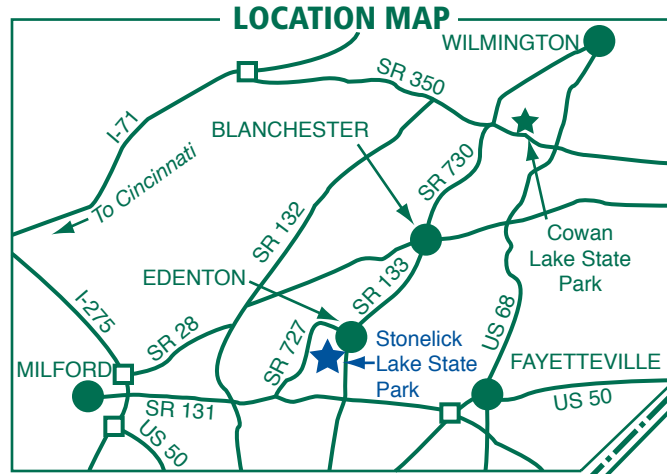 LOCATION MAP
WILMINGTON
SR 350
I-71
BLANCHESTER
SR 730
To Cincinnati
SR 132
Cowan
Lake State
Park
EDENTON
SR 133
I-275
SR 28
SR 727
US 68
Stonelick
Lake State
Park
MILFORD
FAYETTEVILLE
SR 131
US 50
US 50